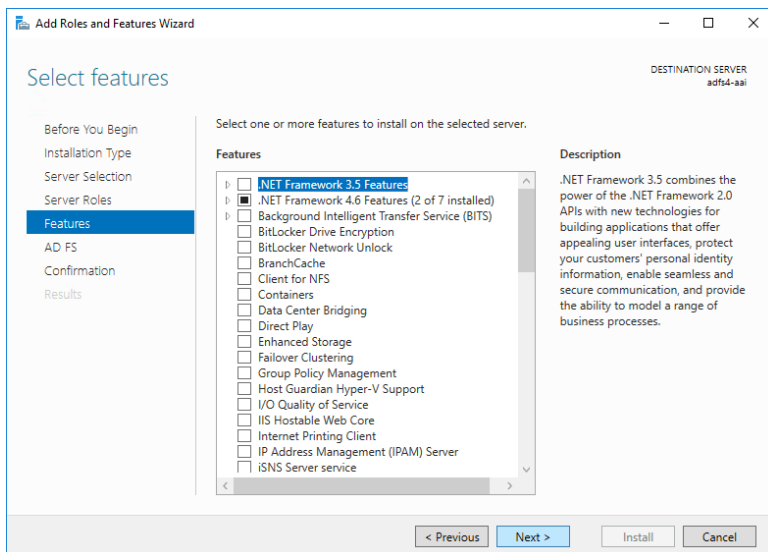 Add Roles and Features Wizard
Select features
DESTINATION SERVER
adfs4-aai
Before You Begin
Installation Type
Server Selection
Server Roles
Features
AD FS
Confirmation
Results
Select one or more features to install on the selected server.
Features
.NET Framework 3.5 Features
.NET Framework 4.6 Features (2 of 7 installed)
Background Intelligent Transfer Service (BITS)
BitLocker Drive Encryption
BitLocker Network Unlock
BranchCache
Client for NFS
Containers
Data Center Bridging
Direct Play
Enhanced Storage
Failover Clustering
Group Policy Management
Host Guardian Hyper-V Support
I/O Quality of Service
IIS Hostable Web Core
Internet Printing Client
IP Address Management (IPAM) Server
iSNS Server service
Description
.NET Framework 3.5 combines the
power of the .NET Framework 2.0
APIs with new technologies for
building applications that offer
appealing user interfaces, protect
your customers' personal identity
information, enable seamless and
secure communication, and provide
the ability to model a range of
business processes.
< Previous
Next >
Install
Cancel